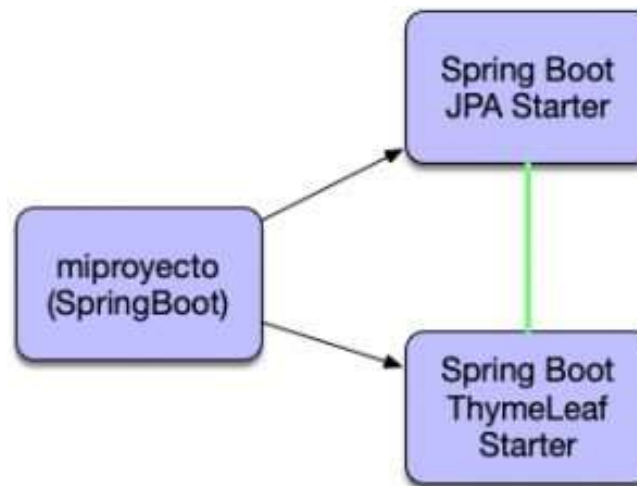 Spring Boot
JPA Starter
miproyecto
(SpringBoot)
Spring Boot
ThymeLeaf
Starter